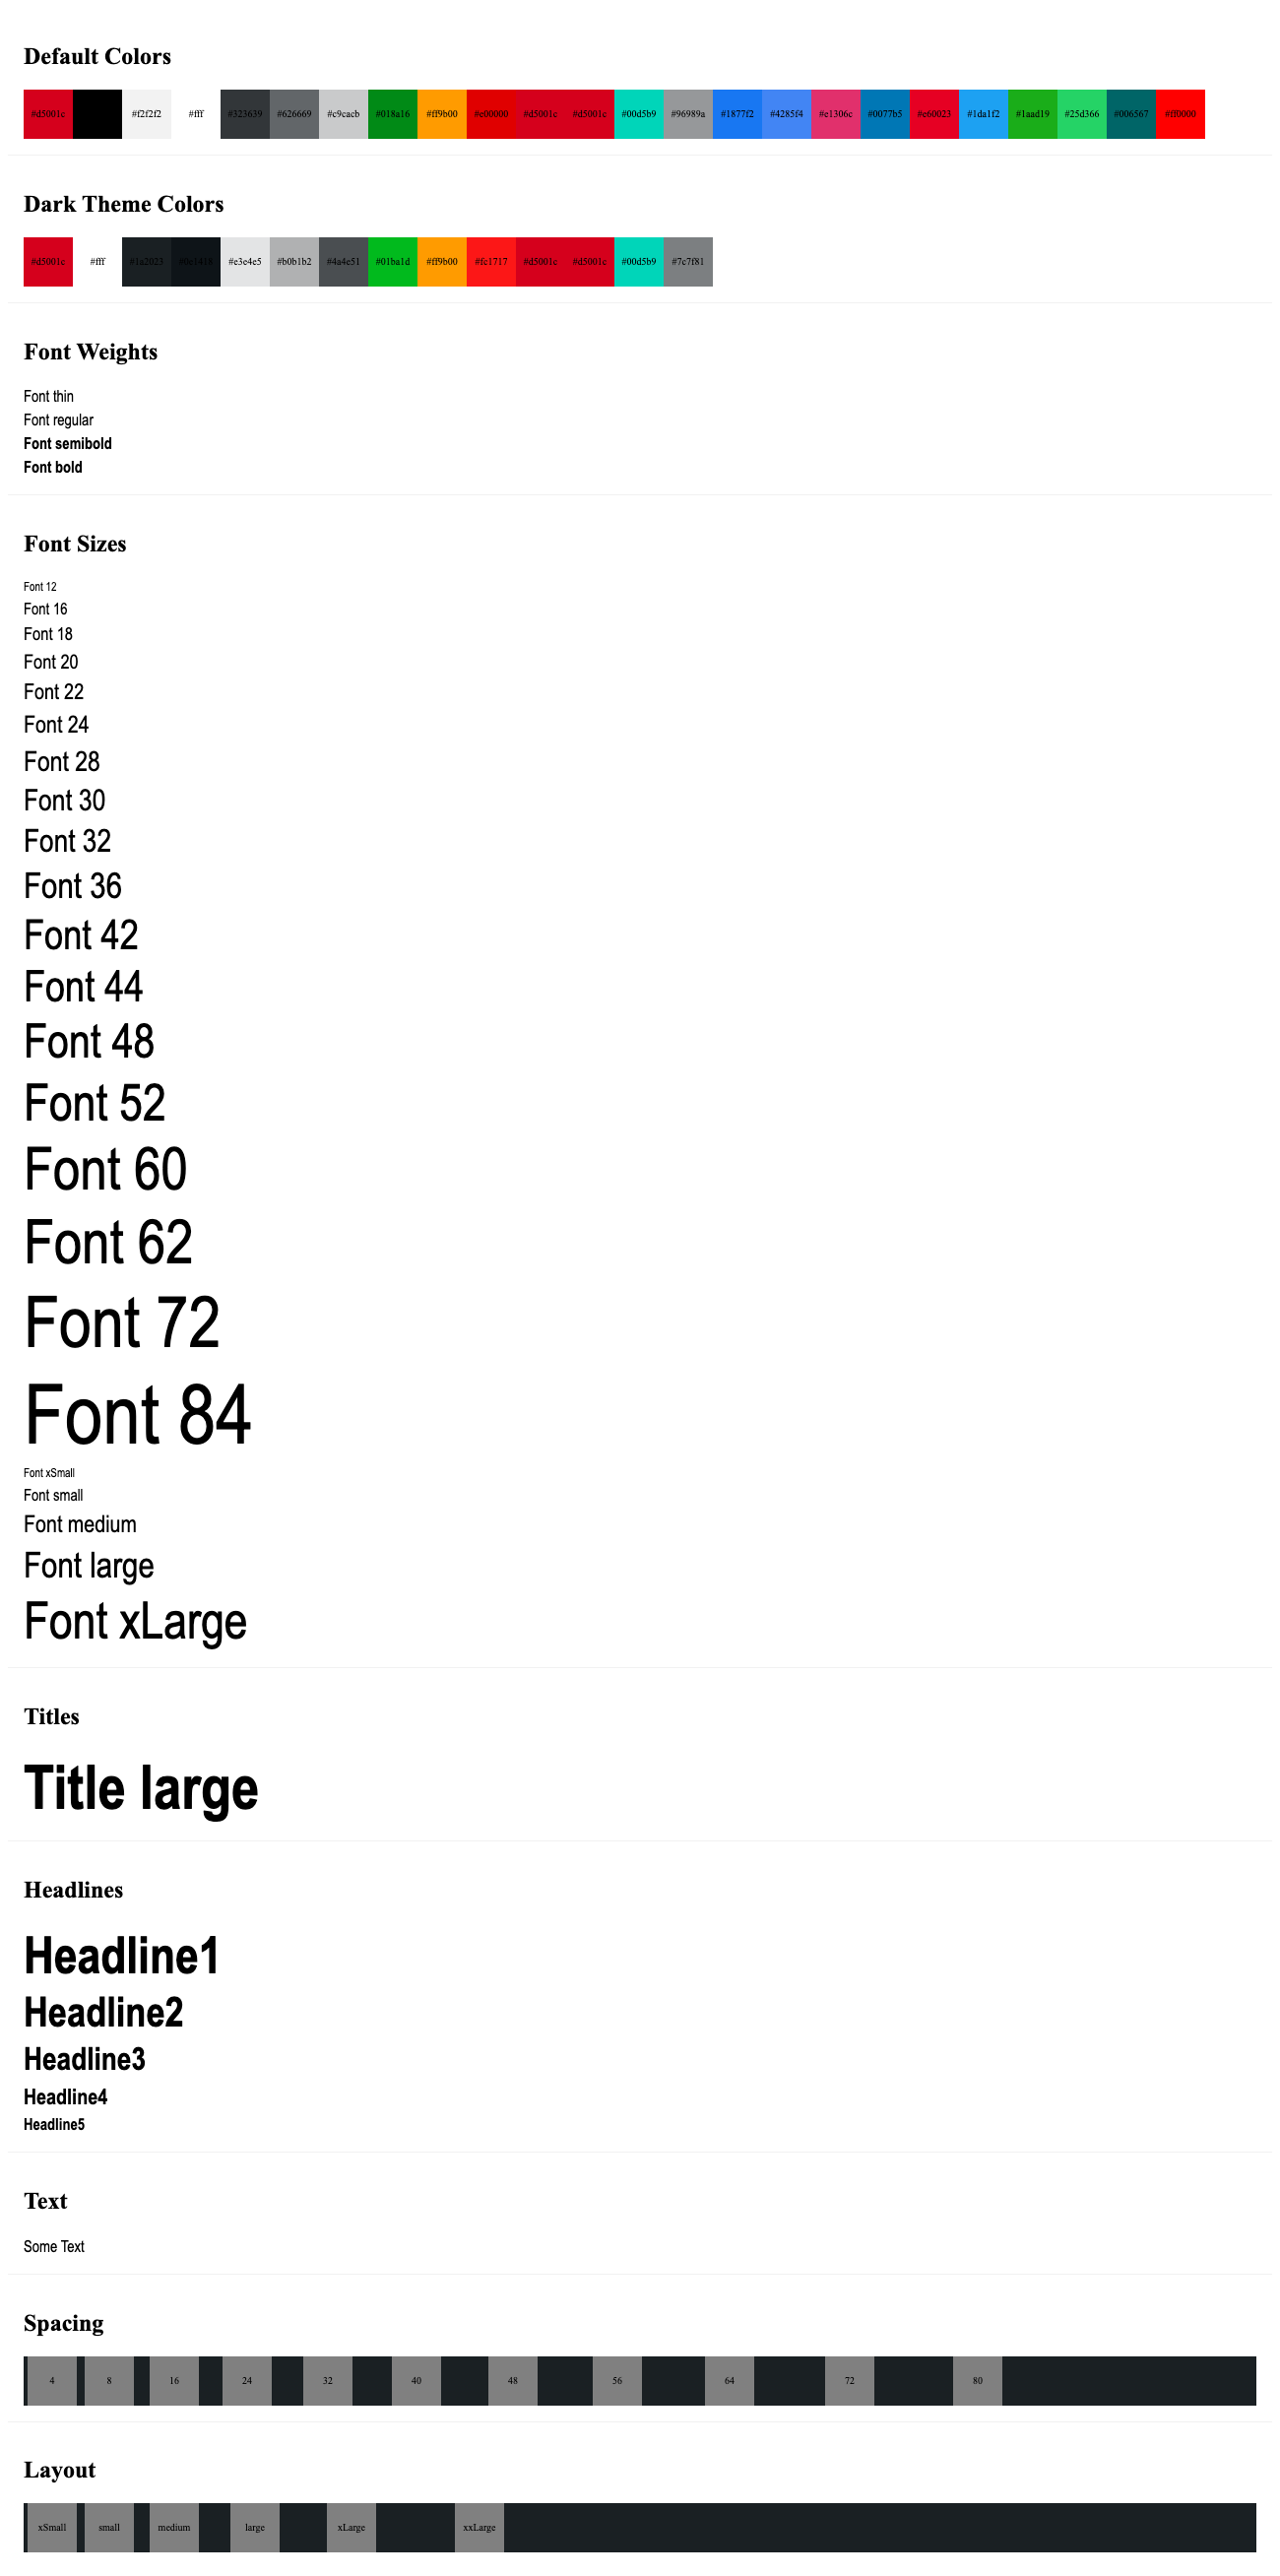 Default Colors
#d5001c #f2f2f2 #fff #323639 #626669 #c9cacb #018a16 #ff9b00 #e00000 #d5001c #d5001c #00d5b9 #96989a #1877f2 #4285f4 #e1306c #0077b5 #e60023 #1da1f2 #1aad19 #25d366 #006567 #ff0000
Dark Theme Colors
#d5001c #fff #1a2023 #0e1418 #e3e4e5 #b0b1b2 #4a4e51 #01ba1d #ff9b00 #fc1717 #d5001c #d5001c #00d5b9 #7c7f81
Font Weights
Font thin
Font regular
Font semibold
Font bold
Font Sizes
Font 12
Font 16
Font 18
Font 20
Font 22
Font 24
Font 28
Font 30
Font 32
Font 36
Font 42
Font 44
Font 48
Font 52
Font 60
Font 62
Font 72
Font 84
Font xSmall
Font small
Font medium
Font large
Font xLarge
Titles
Title large
Headlines
Headline1
Headline2
Headline3
Headline4
Headline5
Text
Some Text
Spacing
4 8 16 24 32 40 48 56 64 72 80
Layout
xSmall small medium large xLarge xxLarge